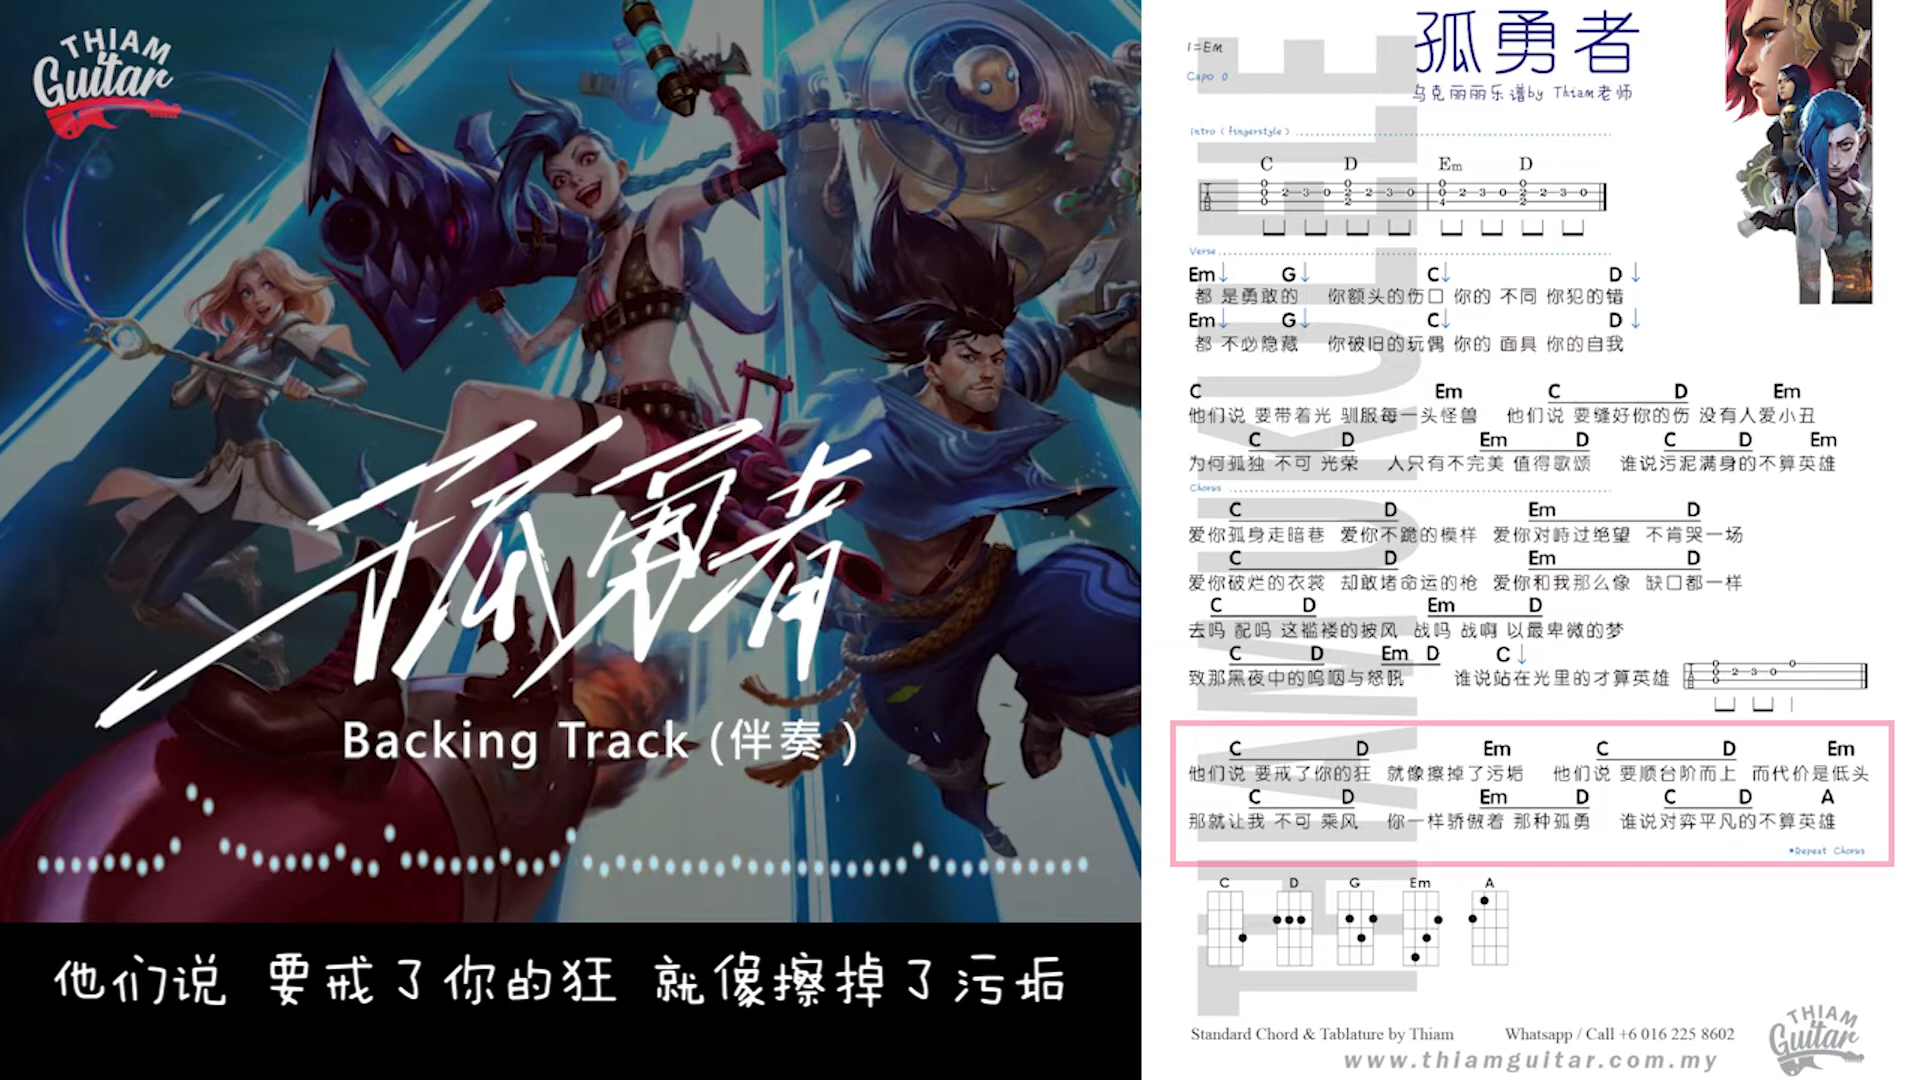 THIAM
Guitar
孤勇者
Backing Track (伴奏)
他们说 要戒了你的狂 就像擦掉了污垢
THIAM UKULELE
1=Em
孤勇者
Capo 0
乌克丽丽乐谱by Thiam老师
Intro ( fingerstyle )
C D Em D
Verse
Em↓ G↓ C↓ D ↓
都 是勇敢的 你额头的伤口 你的 不同 你犯的错
Em↓ G↓ C↓ D ↓
都 不必隐藏 你破旧的玩偶 你的 面具 你的自我
C Em C D Em
他们说 要带着光 驯服每一头怪兽 他们说 要缝好你的伤 没有人爱小丑
C D Em D C D Em
为何孤独 不可 光荣 人只有不完美 值得歌颂 谁说污泥满身的不算英雄
Chorus
C D Em D
爱你孤身走暗巷 爱你不跪的模样 爱你对峙过绝望 不肯哭一场
C D Em D
爱你破烂的衣裳 却敢堵命运的枪 爱你和我那么像 缺口都一样
C D Em D
去吗 配吗 这褴褛的披风 战吗 战啊 以最卑微的梦
C D Em D C↓
致那黑夜中的呜咽与怒吼 谁说站在光里的才算英雄
C D Em C D Em
他们说 要戒了你的狂 就像擦掉了污垢 他们说 要顺台阶而上 而代价是低头
C D Em D C D A
那就让我 不可 乘风 你一样骄傲着 那种孤勇 谁说对弈平凡的不算英雄
*Repeat Chorus
C D G Em A
Standard Chord & Tablature by Thiam Whatsapp / Call +6 016 225 8602
www.thiamguitar.com.my
THIAM
Guitar